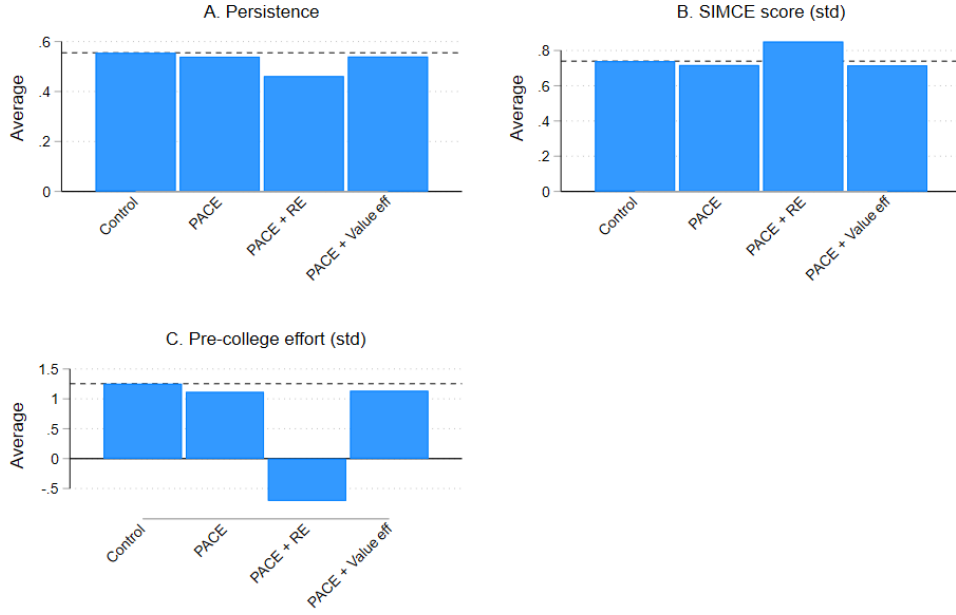 A. Persistence
Average
.6
.4
.2
0
Control
PACE
PACE + RE
PACE + Value eff
B. SIMCE score (std)
Average
.8
.6
.4
.2
0
Control
PACE
PACE + RE
PACE + Value eff
C. Pre-college effort (std)
Average
1.5
1
.5
0
-.5
Control
PACE
PACE + RE
PACE + Value eff